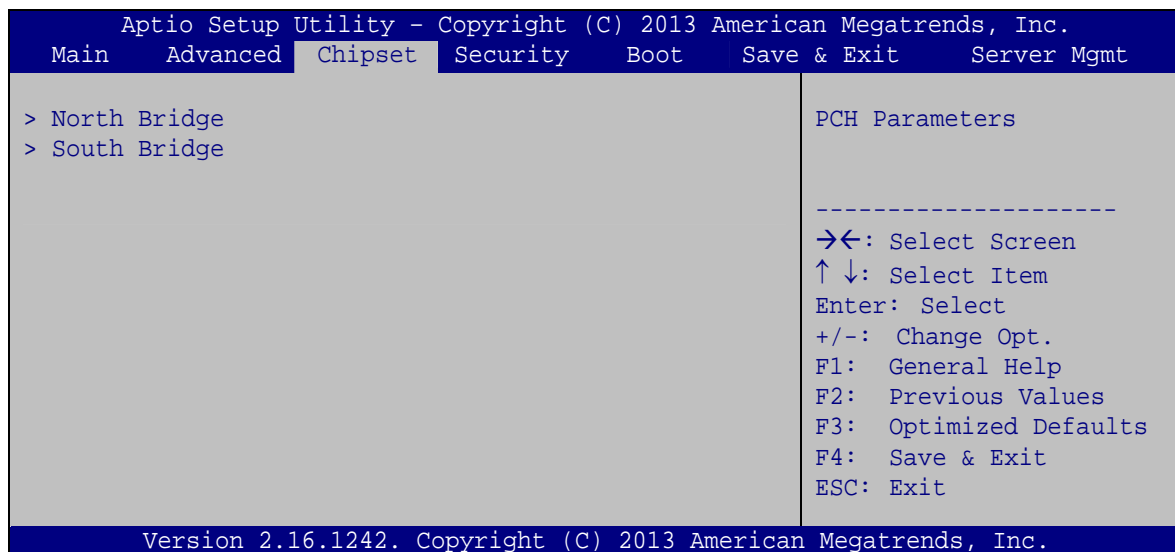 Aptio Setup Utility – Copyright (C) 2013 American Megatrends, Inc.
Main Advanced Chipset Security Boot Save & Exit Server Mgmt
> North Bridge
> South Bridge
PCH Parameters
---------------------
→←: Select Screen
↑ ↓: Select Item
Enter: Select
+/-: Change Opt.
F1: General Help
F2: Previous Values
F3: Optimized Defaults
F4: Save & Exit
ESC: Exit
Version 2.16.1242. Copyright (C) 2013 American Megatrends, Inc.